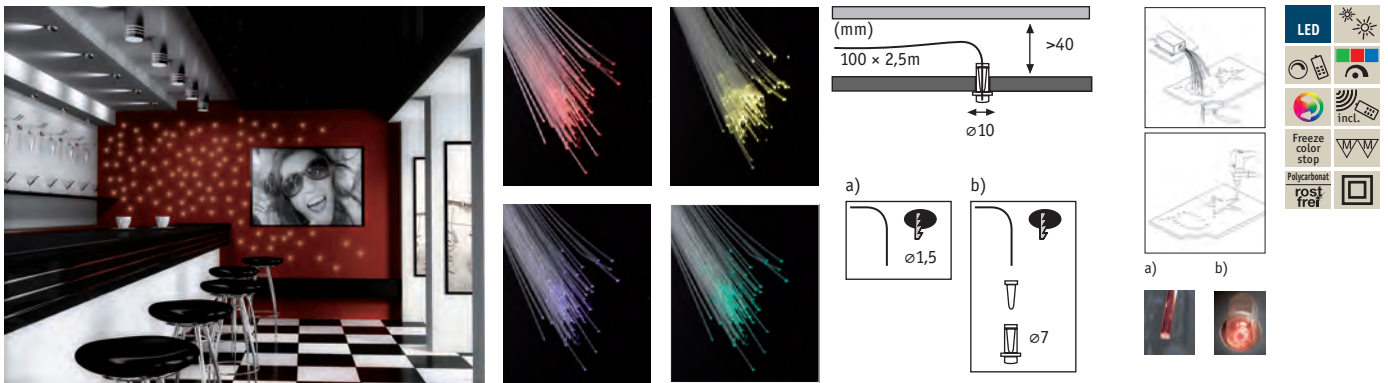 (mm)
100 × 2,5m
>40
⌀10
a)
⌀1,5
b)
⌀7
a)
b)
LED
incl.
Freeze
color
stop
M M
Polycarbonat
rost
frei